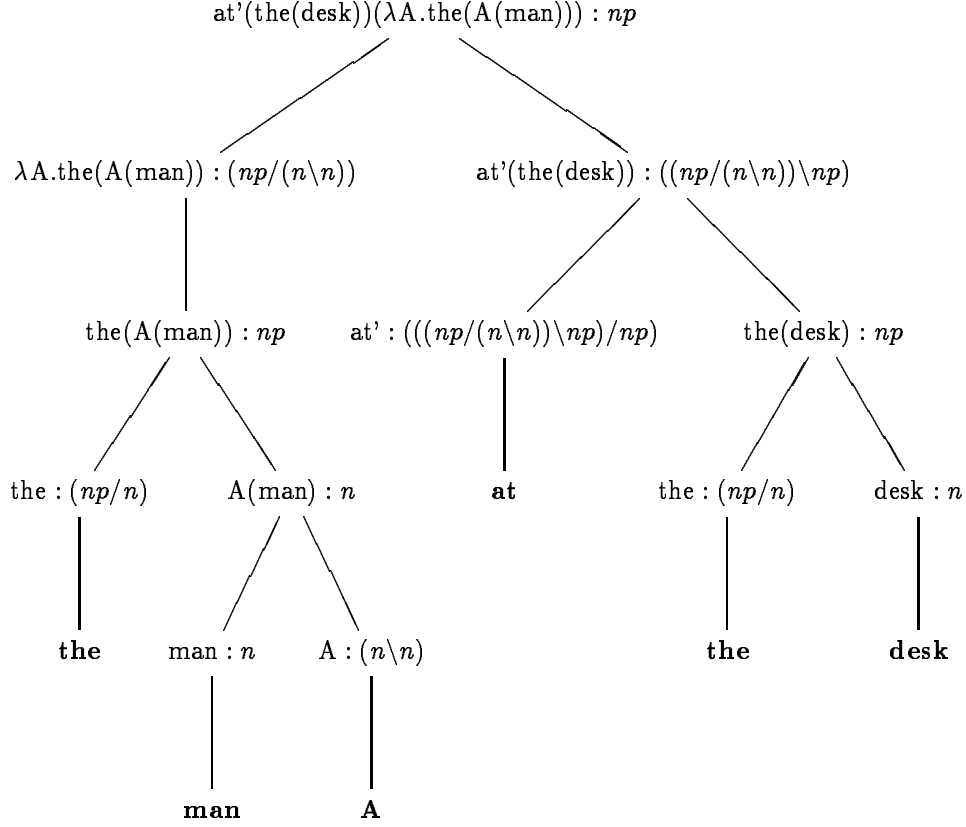 at'(the(desk))(λA.the(A(man))) : np
λA.the(A(man)) : (np/(n\n)) at'(the(desk)) : ((np/(n\n))\np)
the(A(man)) : np at' : (((np/(n\n))\np)/np) the(desk) : np
the : (np/n) A(man) : n at the : (np/n) desk : n
the man : n A : (n\n) the desk
man A